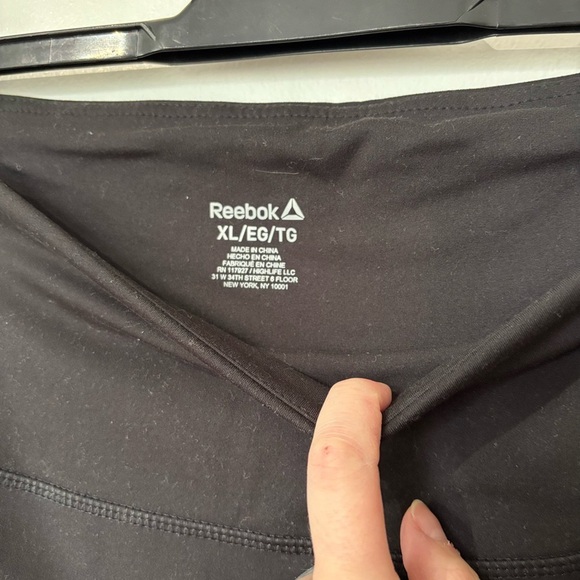 Reebok
XL/EG/TG
MADE IN CHINA
HECHO EN CHINA
FABRIQUÉ EN CHINE
RN 117927 / HIGHLIFE LLC
31 W 34TH STREET 6 FLOOR
NEW YORK, NY 10001